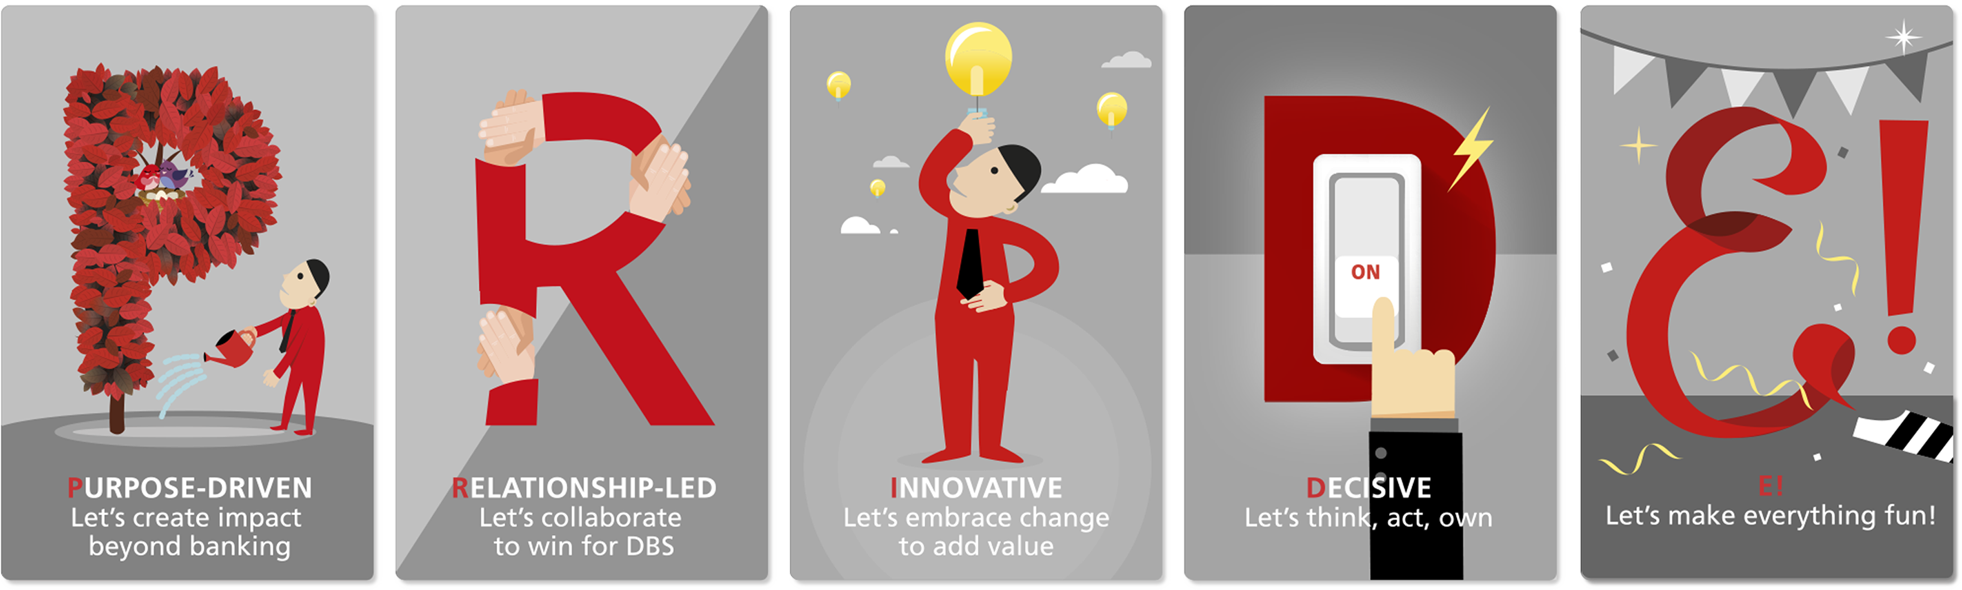 PURPOSE-DRIVEN
Let's create impact
beyond banking
RELATIONSHIP-LED
Let's collaborate
to win for DBS
INNOVATIVE
Let's embrace change
to add value
ON
DECISIVE
Let's think, act, own
E!
E!
Let's make everything fun!